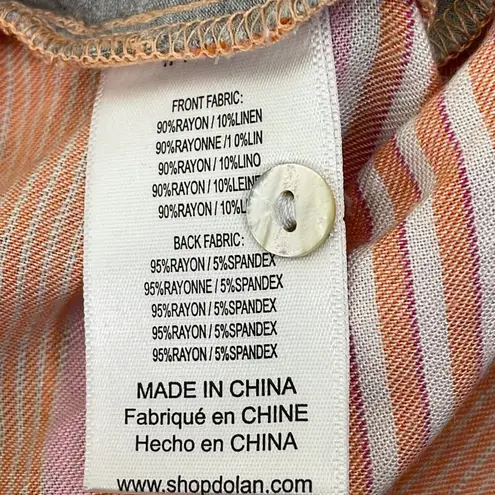 FRONT FABRIC:
90%RAYON / 10%LINEN
90%RAYONNE /10%LIN
90%RAYON / 10%LINO
90%RAYON / 10%LEINE
90%RAYON / 10%
BACK FABRIC:
95%RAYON / 5%SPANDEX
95%RAYONNE / 5%SPANDEX
95%RAYON / 5%SPANDEX
95%RAYON / 5%SPANDEX
95%RAYON / 5%SPANDEX
MADE IN CHINA
Fabriqué en CHINE
Hecho en CHINA
www.shopdolan.com